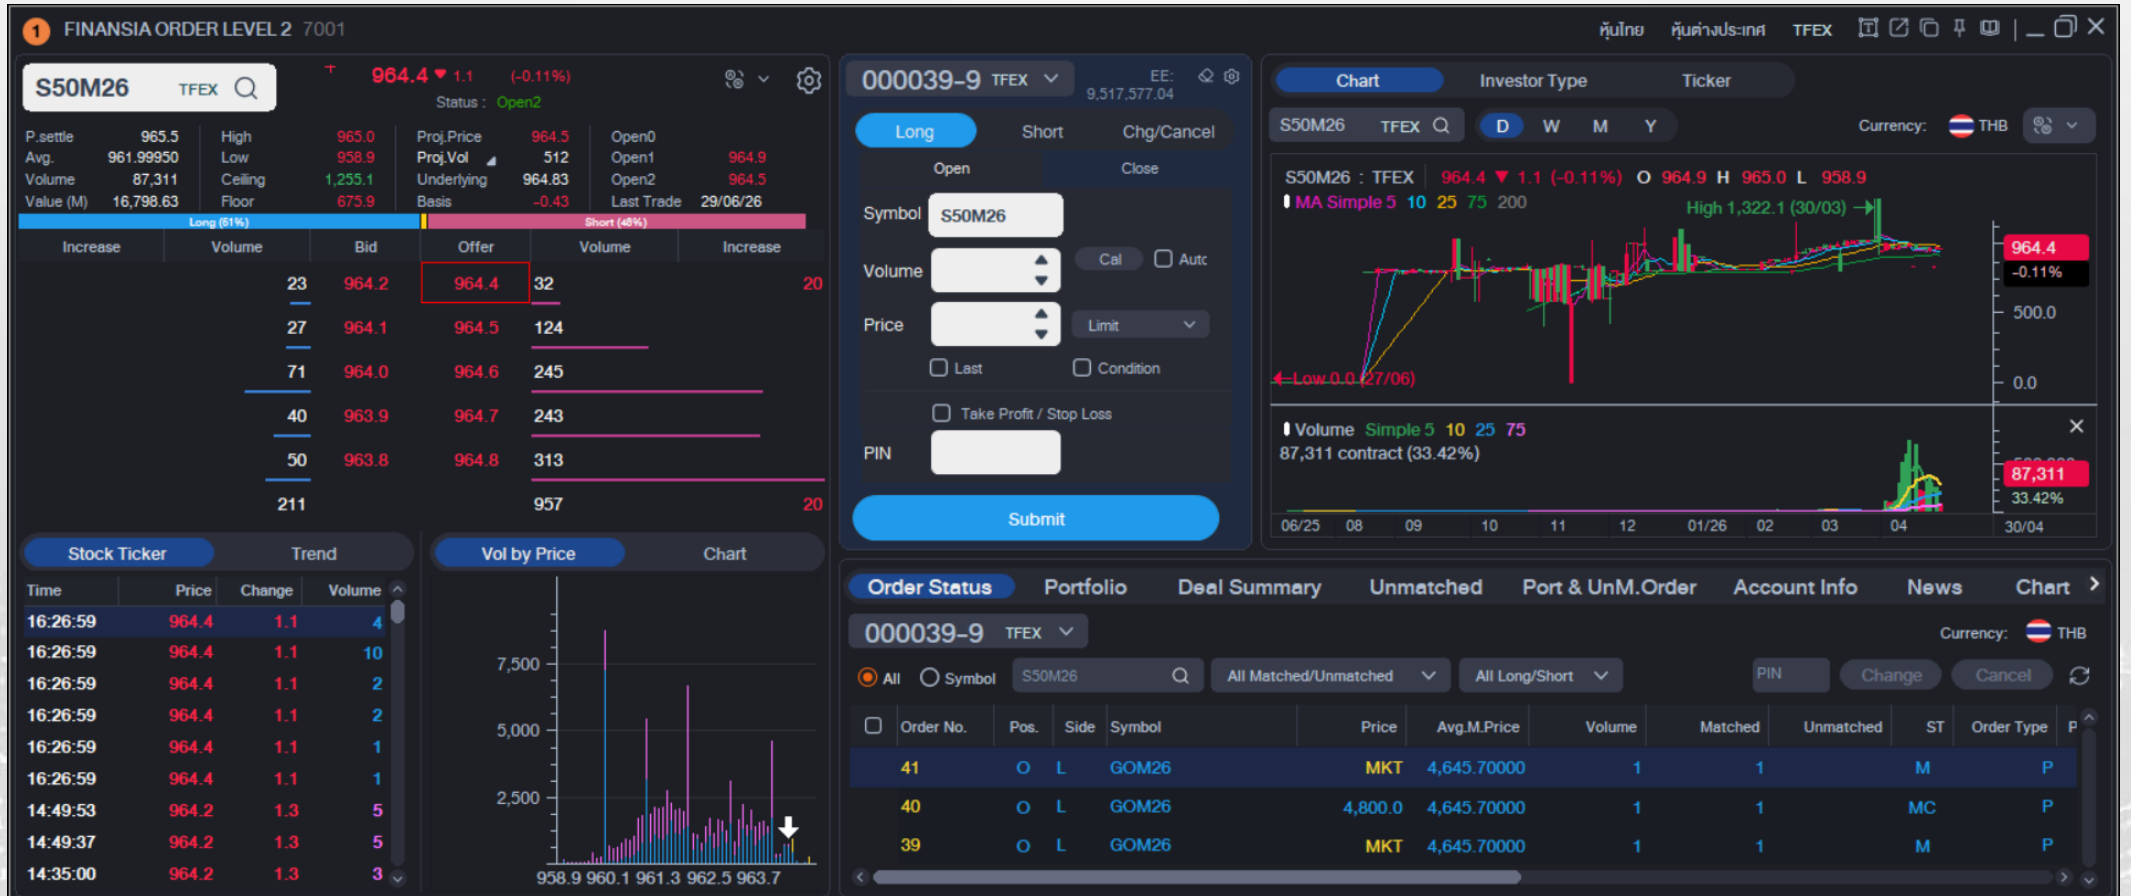 1 FINANSIA ORDER LEVEL 2 7001
หุ้นไทย หุ้นต่างประเทศ TFEX
S50M26 TFEX
964.4 ▼ 1.1 (-0.11%)
Status : Open2
P.settle 965.5 High 965.0 Proj.Price 964.5 Open0
Avg. 961.99950 Low 958.9 Proj.Vol 512 Open1 964.9
Volume 87,311 Ceiling 1,255.1 Underlying 964.83 Open2 964.5
Value (M) 16,798.63 Floor 675.9 Basis -0.43 Last Trade 29/06/26
Long (51%) Short (48%)
Increase Volume Bid Offer Volume Increase
23 964.2 964.4 32 20
27 964.1 964.5 124
71 964.0 964.6 245
40 963.9 964.7 243
50 963.8 964.8 313
211 957 20
Stock Ticker Trend
Time Price Change Volume
16:26:59 964.4 1.1 4
16:26:59 964.4 1.1 10
16:26:59 964.4 1.1 2
16:26:59 964.4 1.1 2
16:26:59 964.4 1.1 1
16:26:59 964.4 1.1 1
14:49:53 964.2 1.3 5
14:49:37 964.2 1.3 5
14:35:00 964.2 1.3 3
Vol by Price Chart
7,500
5,000
2,500
958.9 960.1 961.3 962.5 963.7
000039-9 TFEX
EE:
9,517,577.04
Long Short Chg/Cancel
Open Close
Symbol S50M26
Volume Cal Auto
Price Limit
Last Condition
Take Profit / Stop Loss
PIN
Submit
Chart Investor Type Ticker
S50M26 TFEX D W M Y Currency: THB
S50M26 : TFEX 964.4 ▼ 1.1 (-0.11%) O 964.9 H 965.0 L 958.9
MA Simple 5 10 25 75 200
High 1,322.1 (30/03)
964.4
-0.11%
500.0
Low 0.0 (27/06)
0.0
Volume Simple 5 10 25 75
87,311 contract (33.42%)
87,311
33.42%
06/25 08 09 10 11 12 01/26 02 03 04 30/04
Order Status Portfolio Deal Summary Unmatched Port & UnM.Order Account Info News Chart
000039-9 TFEX Currency: THB
All Symbol S50M26 All Matched/Unmatched All Long/Short PIN Change Cancel
Order No. Pos. Side Symbol Price Avg.M.Price Volume Matched Unmatched ST Order Type P
41 O L GOM26 MKT 4,645.70000 1 1 M P
40 O L GOM26 4,800.0 4,645.70000 1 1 MC P
39 O L GOM26 MKT 4,645.70000 1 1 M P